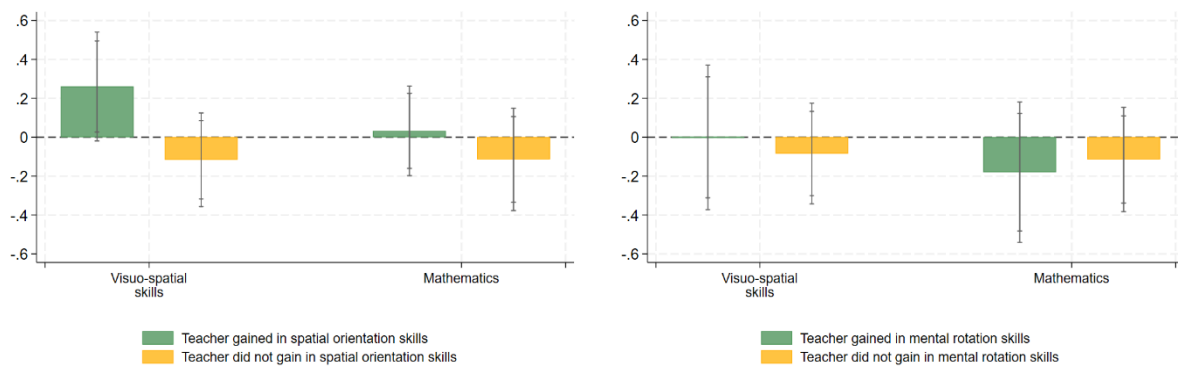 .6
.4
.2
0
-.2
-.4
-.6
Visuo-spatial
skills
Mathematics
Teacher gained in spatial orientation skills
Teacher did not gain in spatial orientation skills
.6
.4
.2
0
-.2
-.4
-.6
Visuo-spatial
skills
Mathematics
Teacher gained in mental rotation skills
Teacher did not gain in mental rotation skills